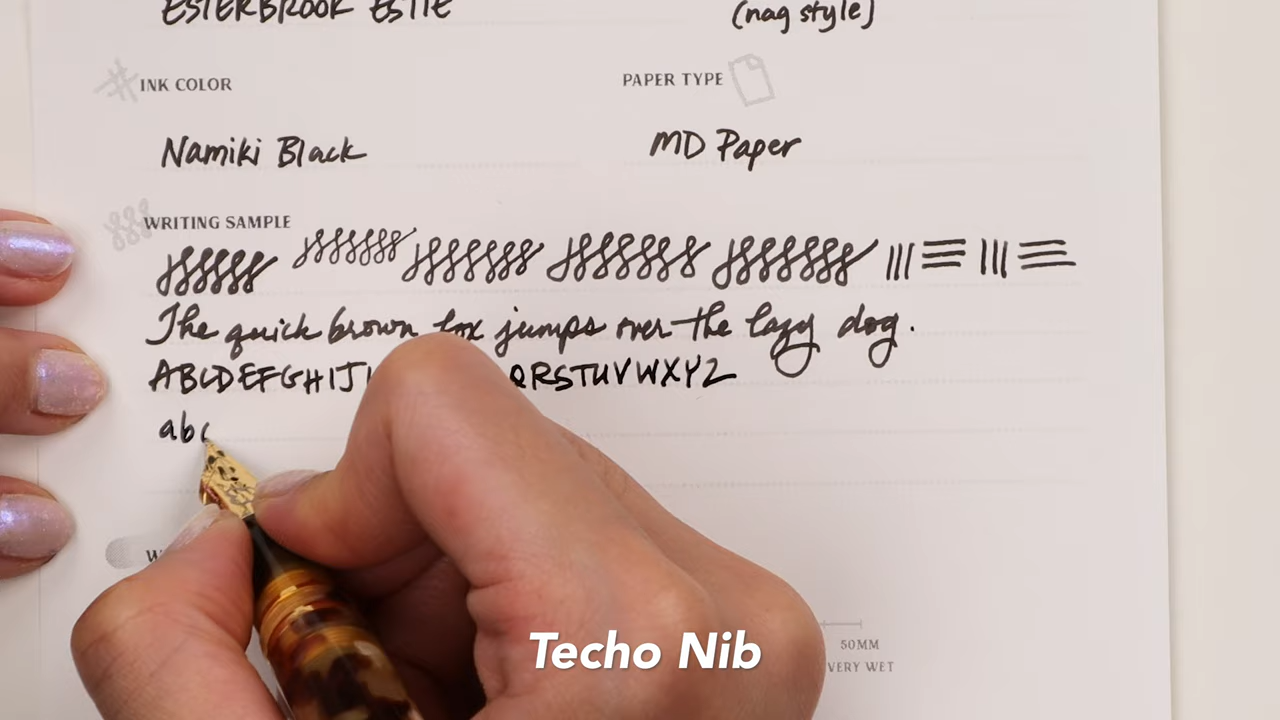 ESTERBROOK ESTIE (nag style)
INK COLOR PAPER TYPE
Namiki Black MD Paper
WRITING SAMPLE
The quick brown fox jumps over the lazy dog.
ABCDEFGHIJ QRSTUVWXYZ
abc
50MM
VERY WET
Techo Nib